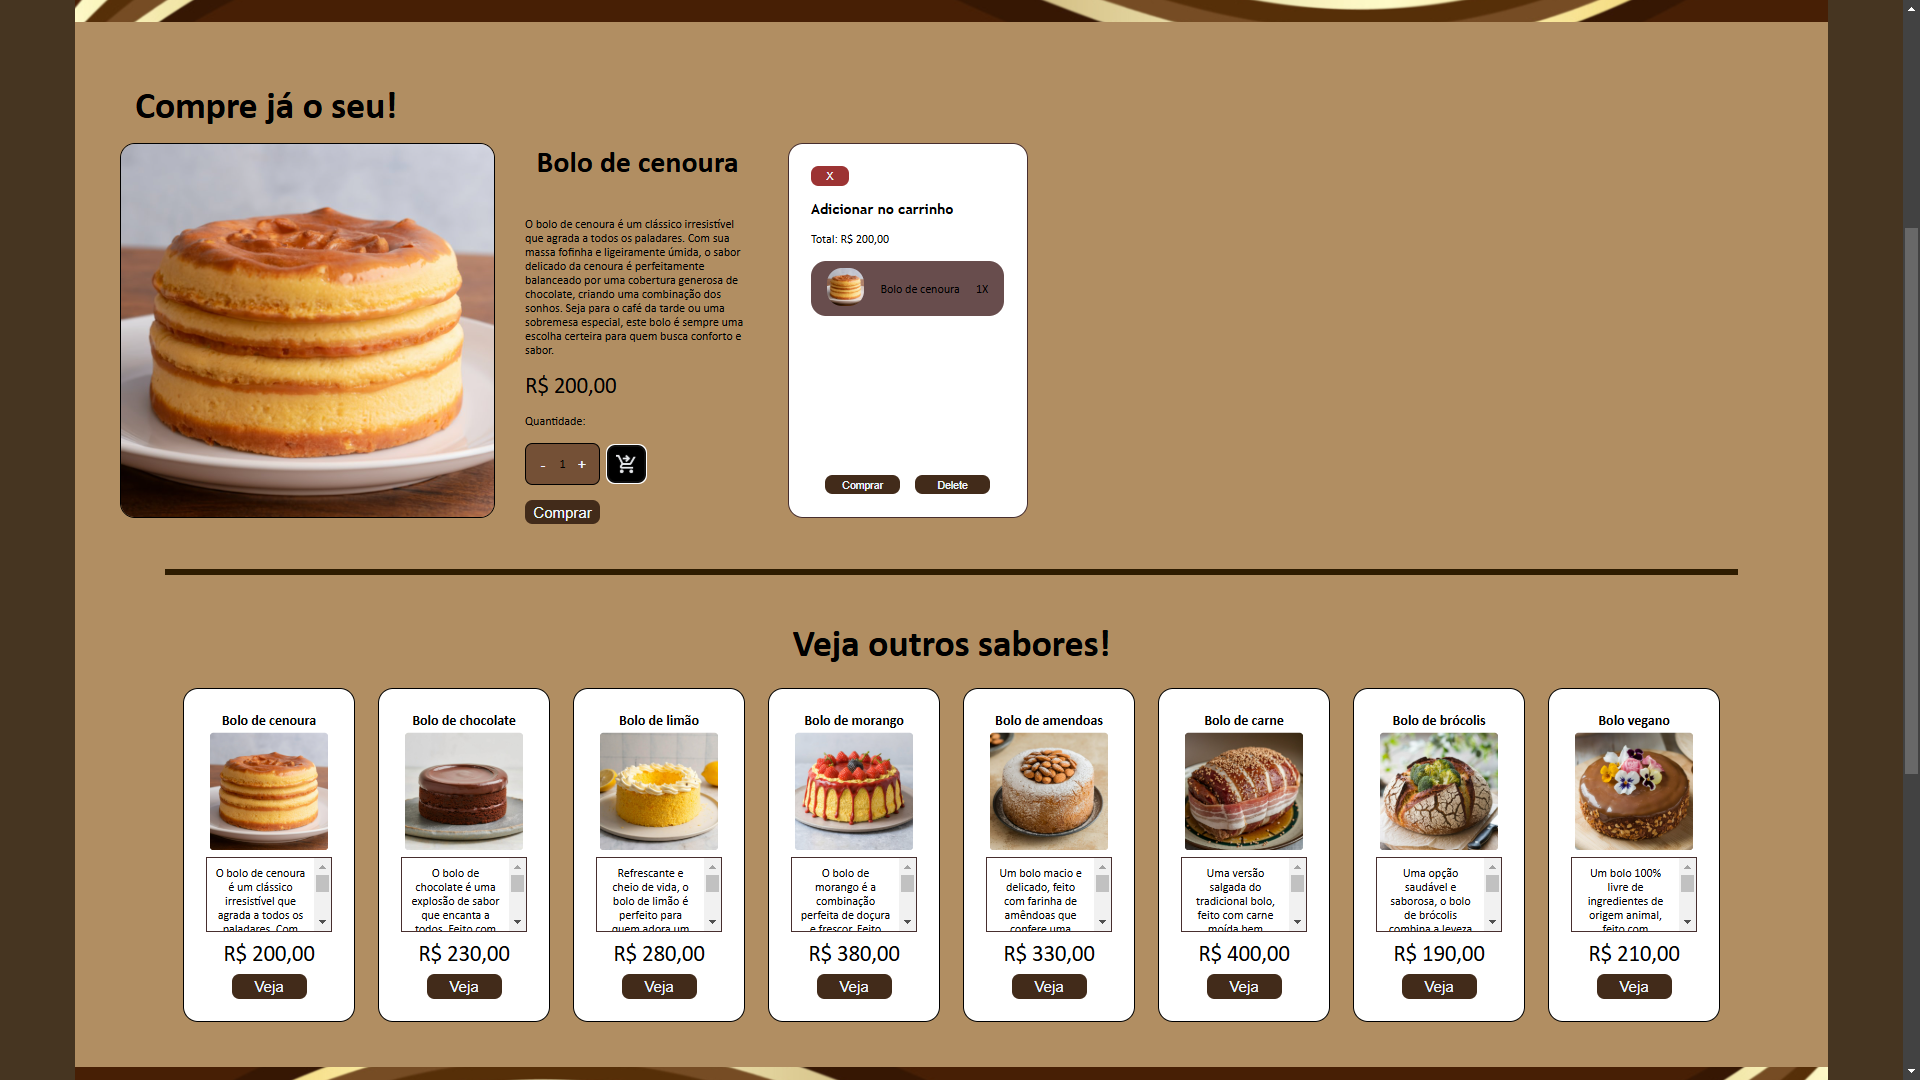 Compre já o seu!
Bolo de cenoura
O bolo de cenoura é um clássico irresistível
que agrada a todos os paladares. Com sua
massa fofinha e ligeiramente úmida, o sabor
delicado da cenoura é perfeitamente
balanceado por uma cobertura generosa de
chocolate, criando uma combinação dos
sonhos. Seja para o café da tarde ou uma
sobremesa especial, este bolo é sempre uma
escolha certeira para quem busca conforto e
sabor.
R$ 200,00
Quantidade:
- 1 +
Comprar
X
Adicionar no carrinho
Total: R$ 200,00
Bolo de cenoura 1X
Comprar Delete
Veja outros sabores!
Bolo de cenoura
O bolo de cenoura
é um clássico
irresistível que
agrada a todos os
paladares. Com
R$ 200,00
Veja
Bolo de chocolate
O bolo de
chocolate é uma
explosão de sabor
que encanta a
todos. Feito com
R$ 230,00
Veja
Bolo de limão
Refrescante e
cheio de vida, o
bolo de limão é
perfeito para
quem adora um
R$ 280,00
Veja
Bolo de morango
O bolo de
morango é a
combinação
perfeita de doçura
e frescor. Feito
R$ 380,00
Veja
Bolo de amendoas
Um bolo macio e
delicado, feito
com farinha de
amêndoas que
confere uma
R$ 330,00
Veja
Bolo de carne
Uma versão
salgada do
tradicional bolo,
feito com carne
moída bem
R$ 400,00
Veja
Bolo de brócolis
Uma opção
saudável e
saborosa, o bolo
de brócolis
combina a leveza
R$ 190,00
Veja
Bolo vegano
Um bolo 100%
livre de
ingredientes de
origem animal,
feito com
R$ 210,00
Veja